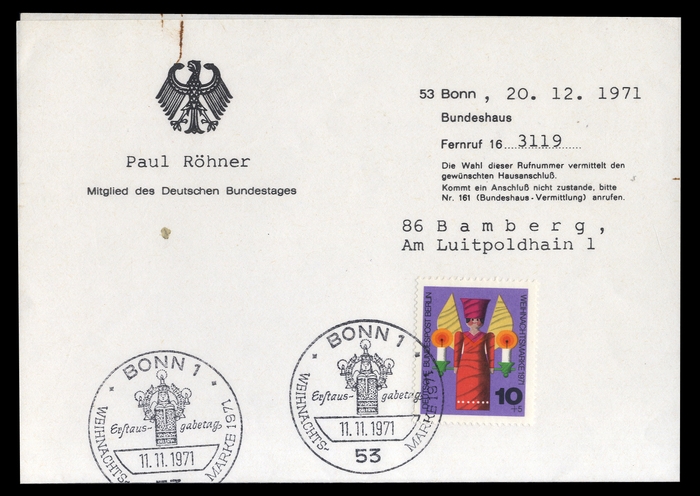 Paul Röhner
Mitglied des Deutschen Bundestages
53 Bonn , 20. 12. 1971
Bundeshaus
Fernruf 16 3119
Die Wahl dieser Rufnummer vermittelt den
gewünschten Hausanschluß.
Kommt ein Anschluß nicht zustande, bitte
Nr. 161 (Bundeshaus-Vermittlung) anrufen.
86 B a m b e r g ,
Am Luitpoldhain 1
DEUTSCHE BUNDESPOST BERLIN
WEIHNACHTSMARKE 1971
10
+5
BONN 1
Erstaus- gabetag
11.11.1971
WEIHNACHTS- MARKE 1971
53
BONN 1
Erstaus- gabetag
11.11.1971
WEIHNACHTS- MARKE 1971